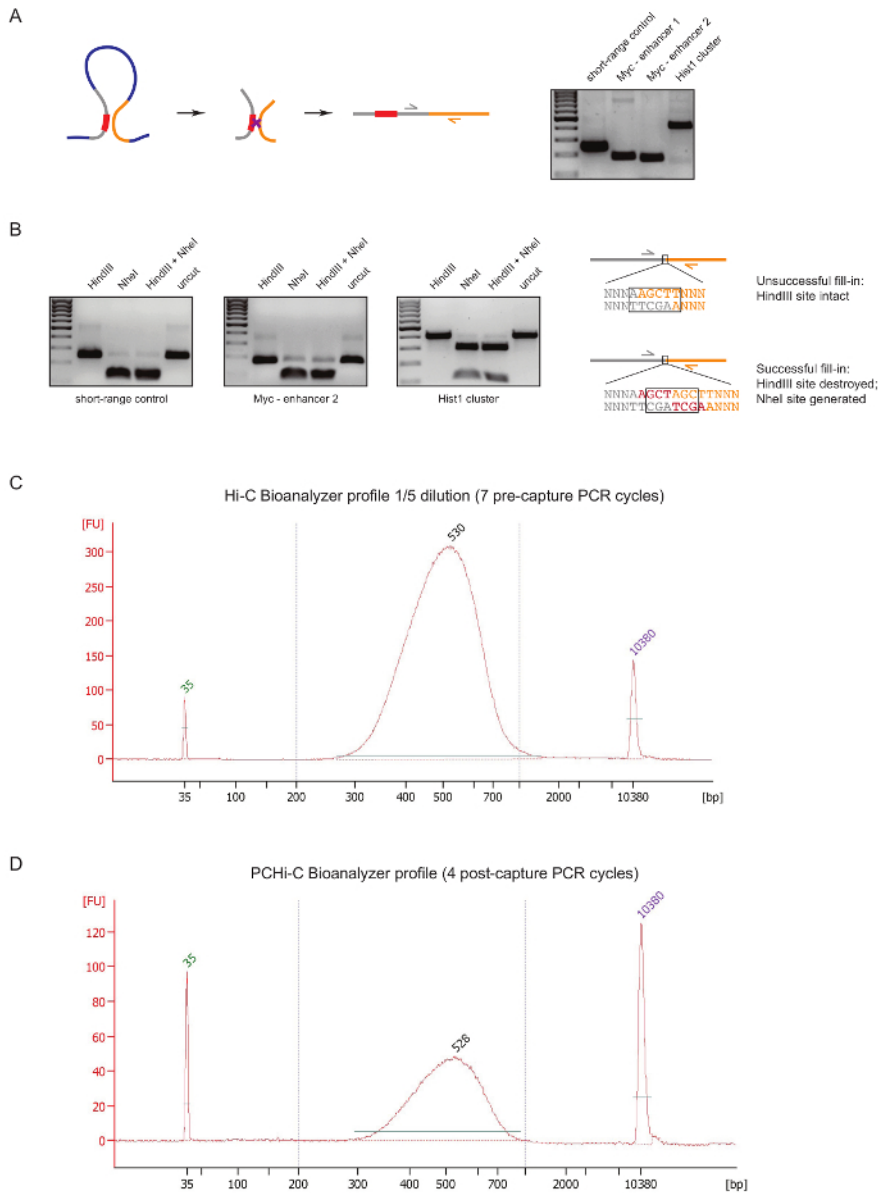 A
short-range control
Myc - enhancer 1
Myc - enhancer 2
Hist1 cluster
B
HindIII
NheI
HindIII + NheI
uncut
short-range control
HindIII
NheI
HindIII + NheI
uncut
Myc - enhancer 2
HindIII
NheI
HindIII + NheI
uncut
Hist1 cluster
NNNAAGCTTNNN
NNNTTCGAANNN
Unsuccessful fill-in:
HindIII site intact
NNNAAGCTAGCTTNNN
NNNTTCGATCGAANNN
Successful fill-in:
HindIII site destroyed;
NheI site generated
C
Hi-C Bioanalyzer profile 1/5 dilution (7 pre-capture PCR cycles)
[FU]
300
250
200
150
100
50
0
35
530
10380
35 100 200 300 400 500 700 2000 10380 [bp]
D
PCHi-C Bioanalyzer profile (4 post-capture PCR cycles)
[FU]
120
100
80
60
40
20
0
35
528
10380
35 100 200 300 400 500 700 2000 10380 [bp]